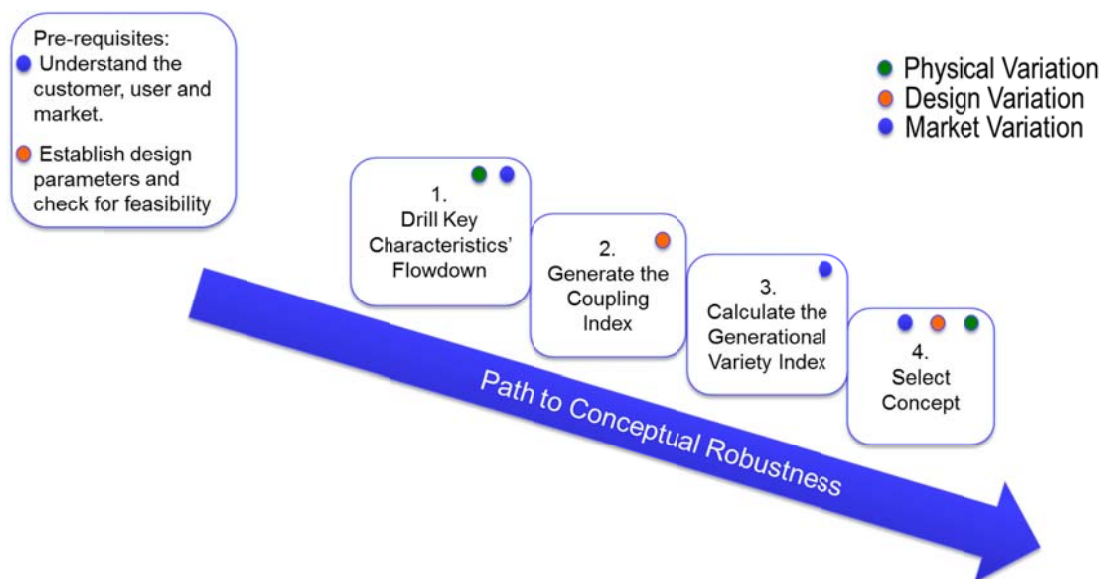 Pre-requisites:
Understand the
customer, user and
market.
Establish design
parameters and
check for feasibility
Physical Variation
Design Variation
Market Variation
1.
Drill Key
Characteristics’
Flowdown
2.
Generate the
Coupling
Index
3.
Calculate the
Generational
Variety Index
4.
Select
Concept
Path to Conceptual Robustness